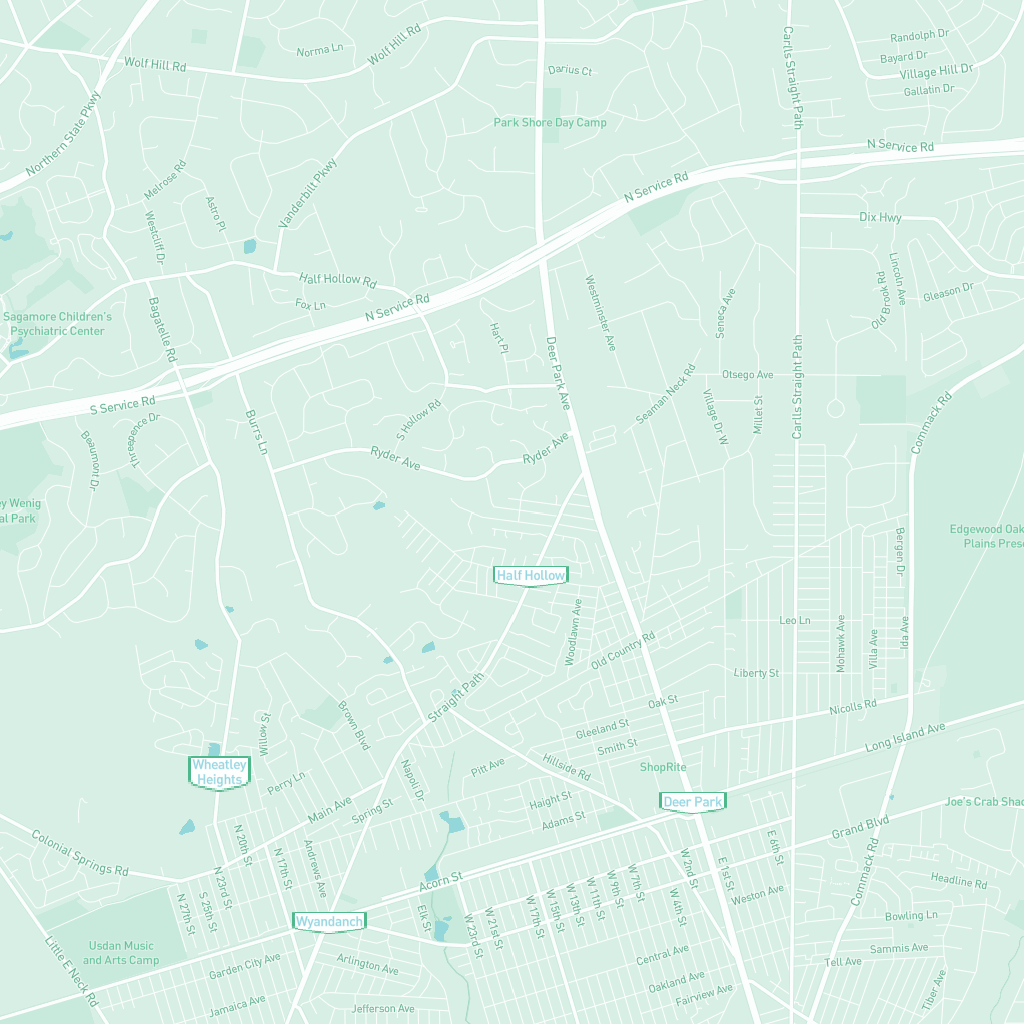 Randolph Dr
Bayard Dr
Village Hill Dr
Gallatin Dr
Carlls Straight Path
Wolf Hill Rd
Norma Ln
Wolf Hill Rd
Darius Ct
Park Shore Day Camp
Northern State Pkwy
N Service Rd
N Service Rd
Melrose Rd
Astro Pl
Vanderbilt Pkwy
Westcliff Dr
Dix Hwy
Lincoln Ave
Old Brook Rd
Gleason Dr
Half Hollow Rd
Fox Ln
N Service Rd
Bagatelle Rd
Sagamore Children's
Psychiatric Center
Hart Pl
Westminster Ave
Seneca Ave
Deer Park Ave
Otsego Ave
Carlls Straight Path
S Service Rd
Threepence Dr
Beaumont Dr
Burrs Ln
S Hollow Rd
Seaman Neck Rd
Village Dr W
Millet St
Commack Rd
Ryder Ave
Ryder Ave
ey Wenig
al Park
Edgewood Oak
Plains Prese
Bergen Dr
Half Hollow
Woodlawn Ave
Old Country Rd
Leo Ln
Mohawk Ave
Villa Ave
Ida Ave
Liberty St
Straight Path
Oak St
Nicolls Rd
Brown Blvd
Willow St
Gleeland St
Smith St
Long Island Ave
Wheatley
Heights
Perry Ln
Napoli Dr
Pitt Ave
Hillside Rd
ShopRite
Main Ave
Spring St
Haight St
Adams St
Deer Park
Joe's Crab Shac
Grand Blvd
Colonial Springs Rd
N 20th St
N 17th St
Andrews Ave
N 23rd St
S 25th St
N 27th St
Acorn St
W 2nd St
E 1st St
E 6th St
Commack Rd
Headline Rd
Weston Ave
W 4th St
W 7th St
W 9th St
W 11th St
W 13th St
W 15th St
W 17th St
W 21st St
W 23rd St
Elk St
Wyandanch
Bowling Ln
Usdan Music
and Arts Camp
Little E Neck Rd
Garden City Ave
Arlington Ave
Central Ave
Sammis Ave
Tell Ave
Oakland Ave
Fairview Ave
Tiber Ave
Jamaica Ave
Jefferson Ave